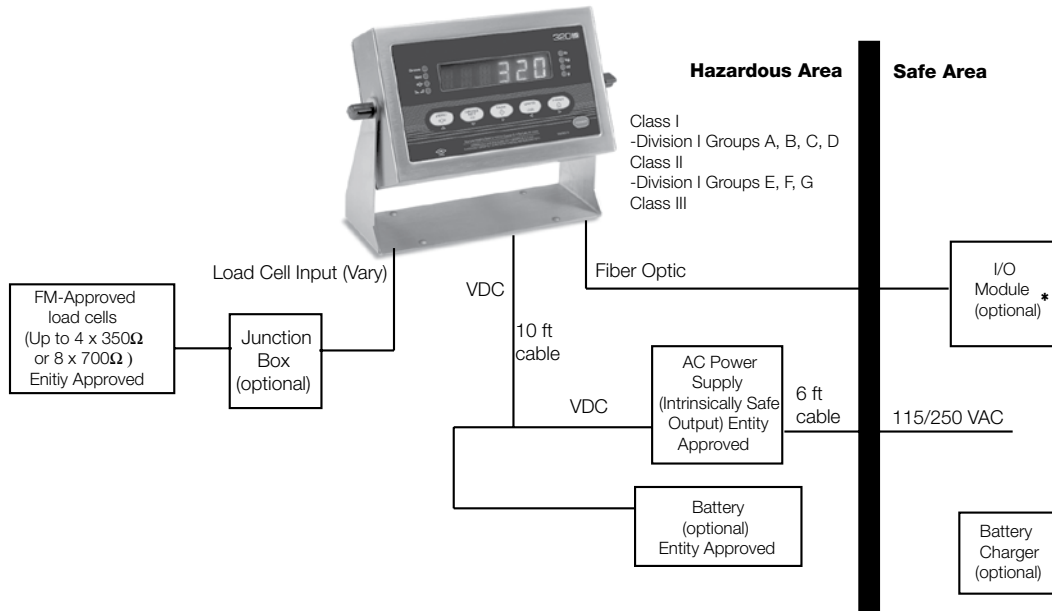 320IS
320
Hazardous Area
Safe Area
Class I
-Division I Groups A, B, C, D
Class II
-Division I Groups E, F, G
Class III
Load Cell Input (Vary)
VDC
Fiber Optic
I/O
Module
(optional) *
FM-Approved
load cells
(Up to 4 x 350Ω
or 8 x 700Ω )
Enitiy Approved
Junction
Box
(optional)
10 ft
cable
VDC
AC Power
Supply
(Intrinsically Safe
Output) Entity
Approved
6 ft
cable
115/250 VAC
Battery
(optional)
Entity Approved
Battery
Charger
(optional)